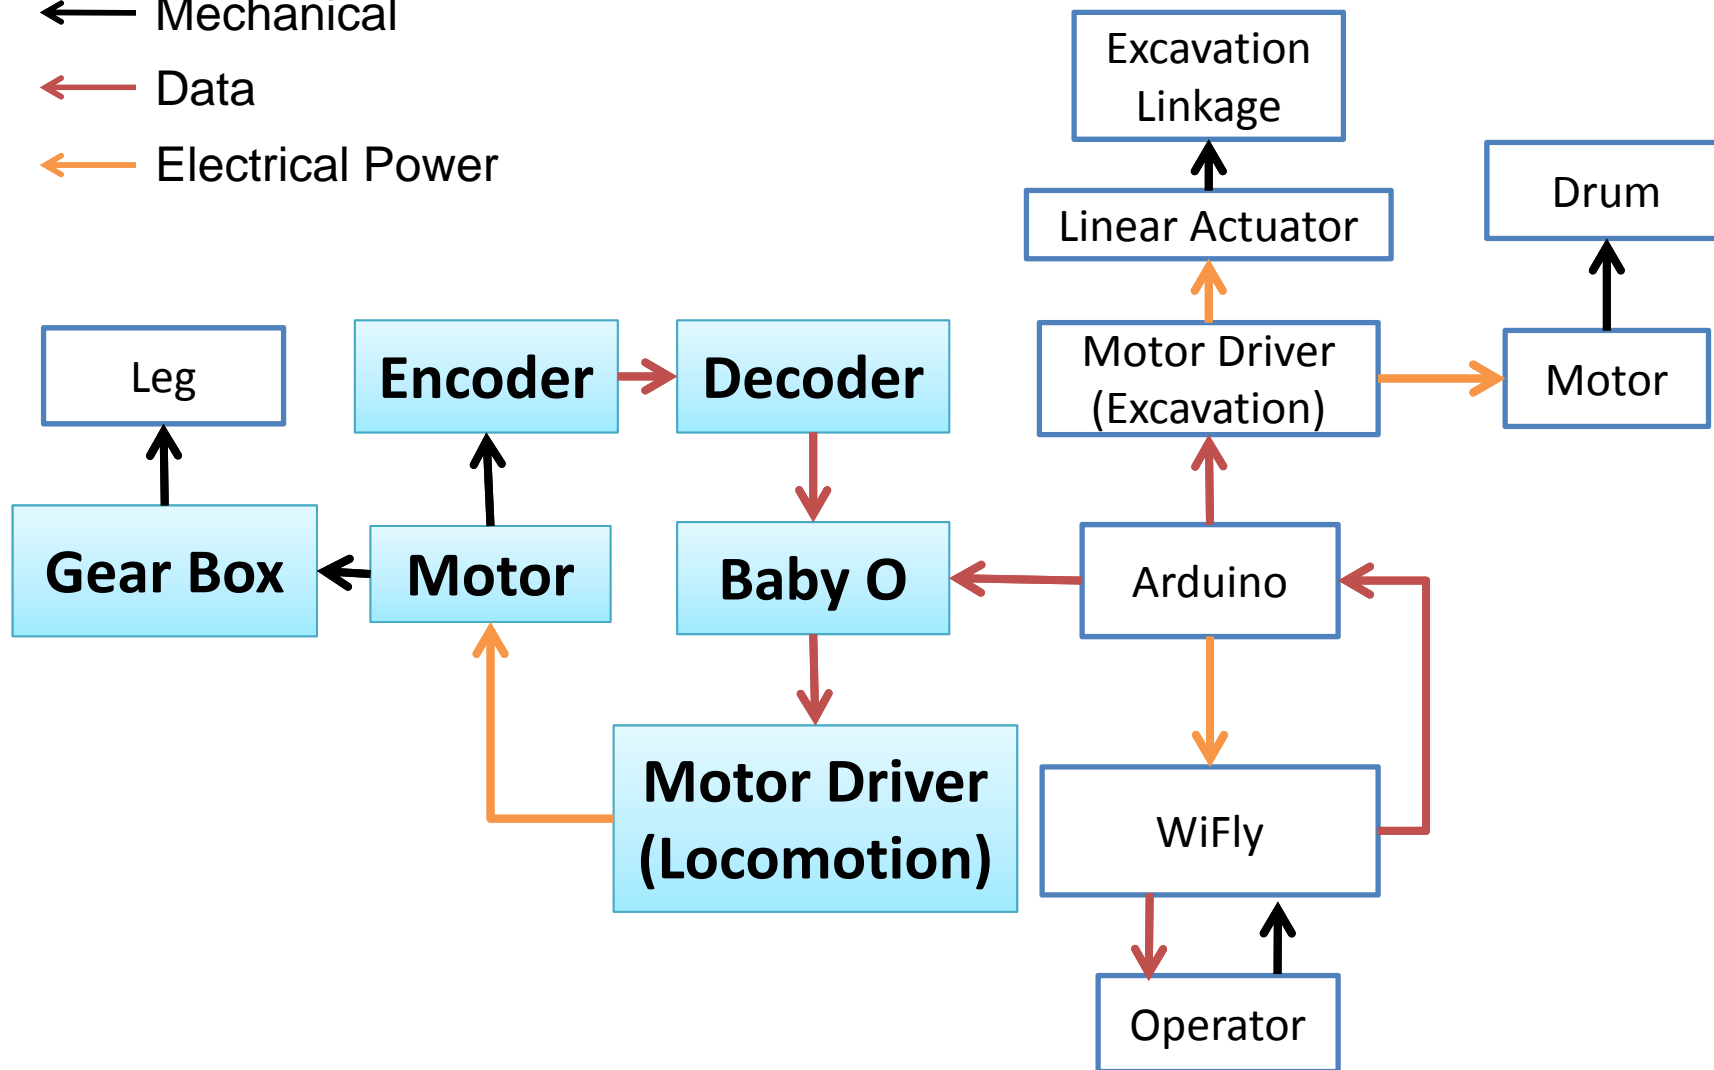 Mechanical
Data
Electrical Power
Excavation
Linkage
Drum
Linear Actuator
Leg
Encoder
Decoder
Motor Driver
(Excavation)
Motor
Gear Box
Motor
Baby O
Arduino
Motor Driver
(Locomotion)
WiFly
Operator